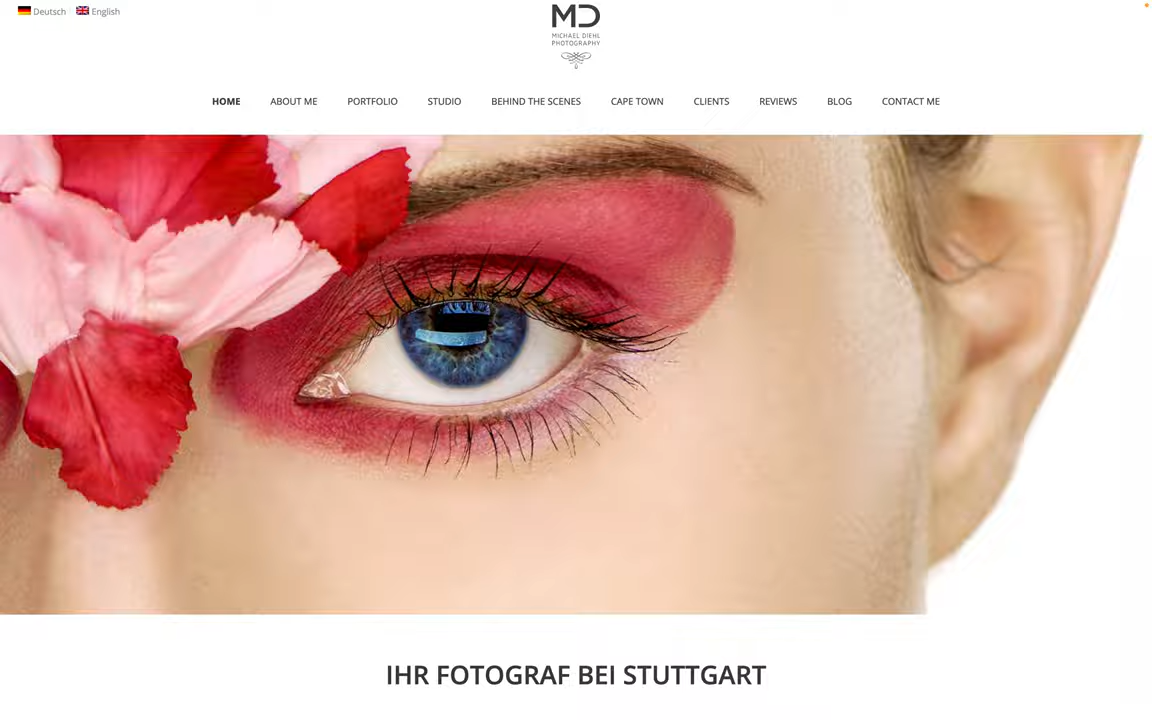 Deutsch English
MD
MICHAEL DIEHL
PHOTOGRAPHY
HOME ABOUT ME PORTFOLIO STUDIO BEHIND THE SCENES CAPE TOWN CLIENTS REVIEWS BLOG CONTACT ME
IHR FOTOGRAF BEI STUTTGART